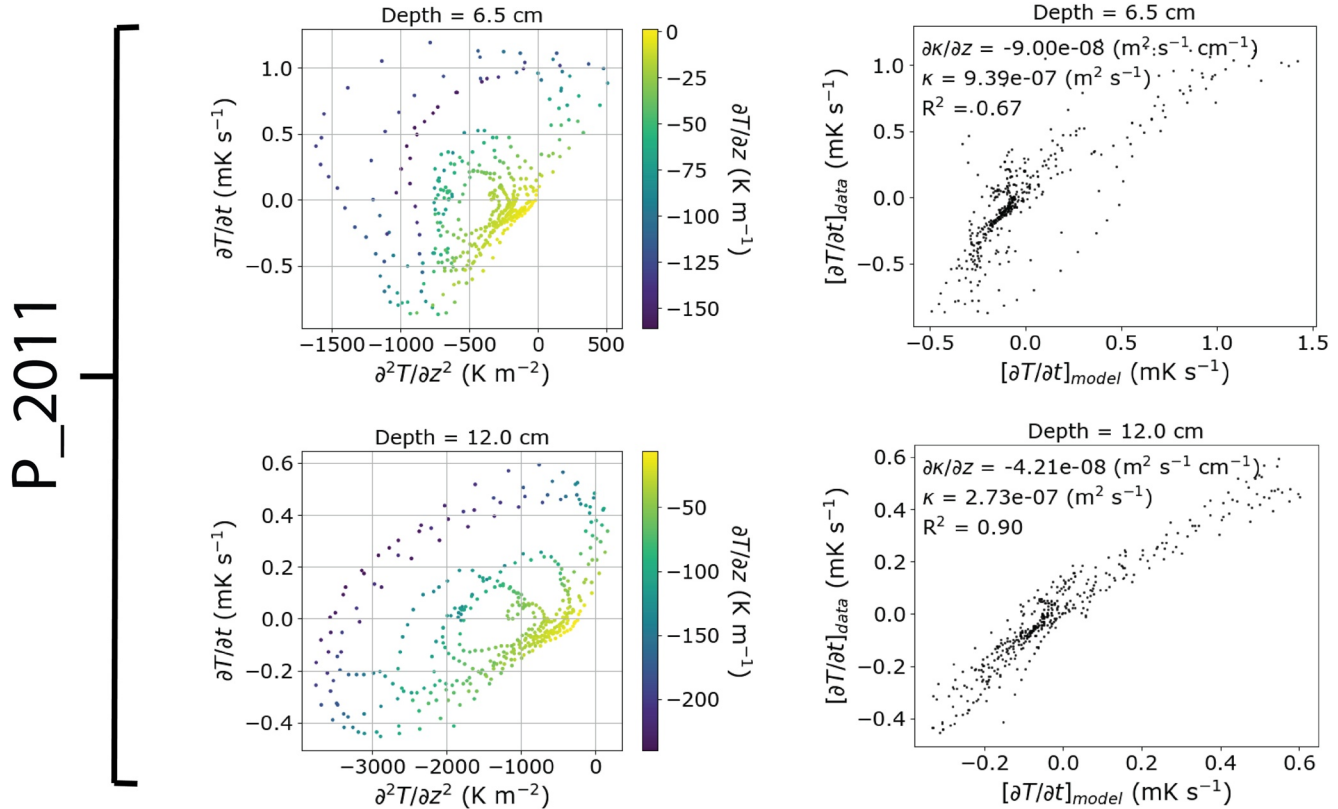 P_2011
Depth = 6.5 cm
∂T/∂t (mK s⁻¹)
1.0
0.5
0.0
−0.5
−1500 −1000 −500 0 500
∂²T/∂z² (K m⁻²)
0
−25
−50
−75
−100
−125
−150
∂T/∂z (K m⁻¹)
Depth = 6.5 cm
∂κ/∂z = -9.00e-08 (m² s⁻¹ cm⁻¹)
κ = 9.39e-07 (m² s⁻¹)
R² = 0.67
[∂T/∂t]data (mK s⁻¹)
1.0
0.5
0.0
−0.5
−0.5 0.0 0.5 1.0 1.5
[∂T/∂t]model (mK s⁻¹)
Depth = 12.0 cm
∂T/∂t (mK s⁻¹)
0.6
0.4
0.2
0.0
−0.2
−0.4
−3000 −2000 −1000 0
∂²T/∂z² (K m⁻²)
−50
−100
−150
−200
∂T/∂z (K m⁻¹)
Depth = 12.0 cm
∂κ/∂z = -4.21e-08 (m² s⁻¹ cm⁻¹)
κ = 2.73e-07 (m² s⁻¹)
R² = 0.90
[∂T/∂t]data (mK s⁻¹)
0.6
0.4
0.2
0.0
−0.2
−0.4
−0.2 0.0 0.2 0.4 0.6
[∂T/∂t]model (mK s⁻¹)